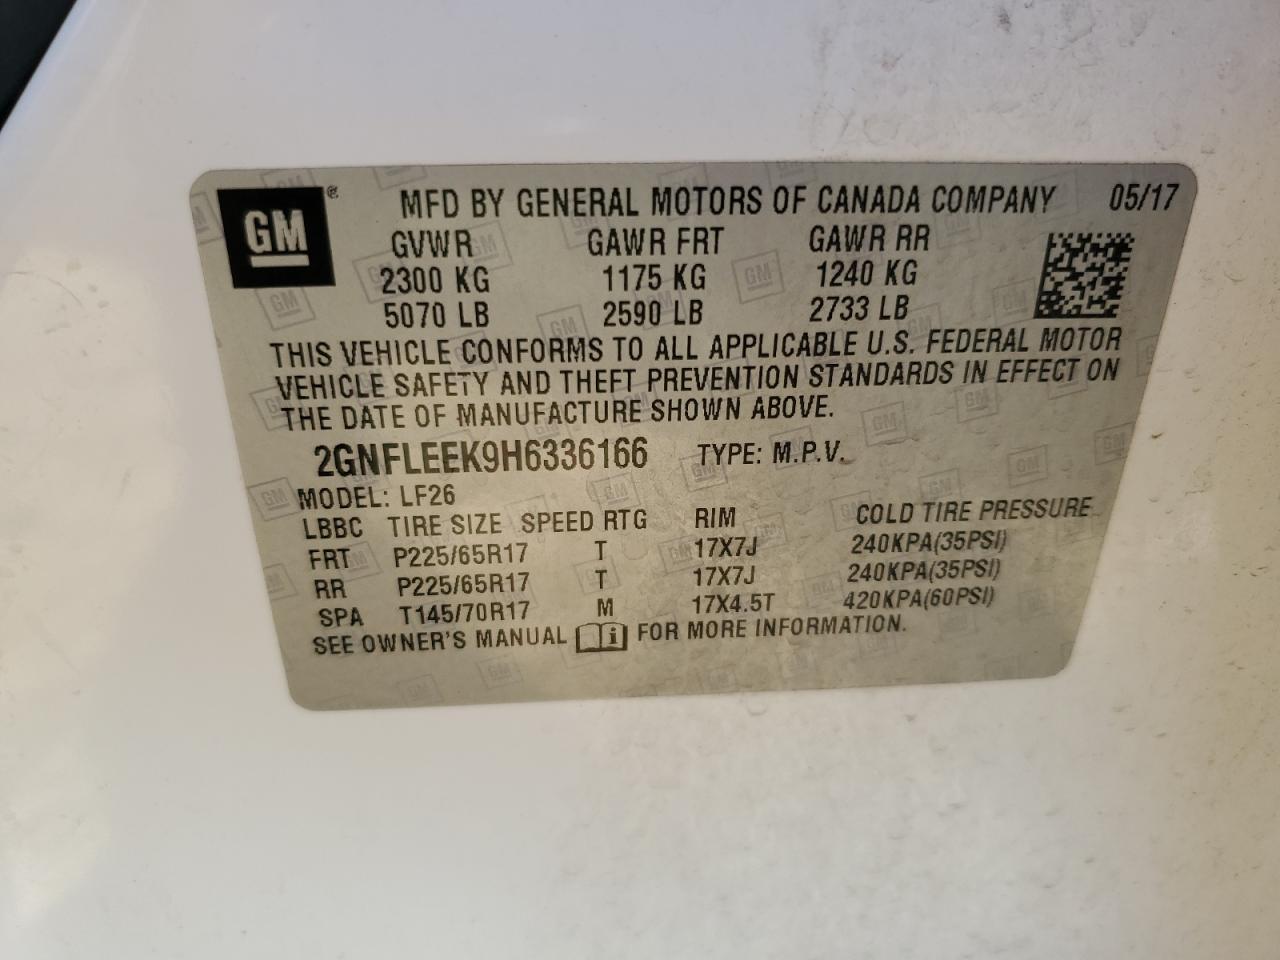 GM ® MFD BY GENERAL MOTORS OF CANADA COMPANY 05/17
GVWR GAWR FRT GAWR RR
2300 KG 1175 KG 1240 KG
5070 LB 2590 LB 2733 LB
THIS VEHICLE CONFORMS TO ALL APPLICABLE U.S. FEDERAL MOTOR
VEHICLE SAFETY AND THEFT PREVENTION STANDARDS IN EFFECT ON
THE DATE OF MANUFACTURE SHOWN ABOVE.
2GNFLEEK9H6336166 TYPE: M.P.V.
MODEL: LF26
LBBC TIRE SIZE SPEED RTG RIM COLD TIRE PRESSURE
FRT P225/65R17 T 17X7J 240KPA(35PSI)
RR P225/65R17 T 17X7J 240KPA(35PSI)
SPA T145/70R17 M 17X4.5T 420KPA(60PSI)
SEE OWNER'S MANUAL i FOR MORE INFORMATION.